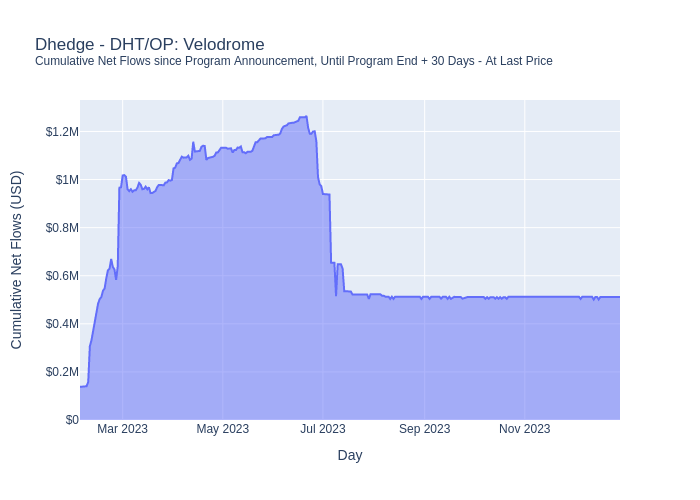 Dhedge - DHT/OP: Velodrome
Cumulative Net Flows since Program Announcement, Until Program End + 30 Days - At Last Price
Cumulative Net Flows (USD)
$1.2M
$1M
$0.8M
$0.6M
$0.4M
$0.2M
$0
Mar 2023 May 2023 Jul 2023 Sep 2023 Nov 2023
Day